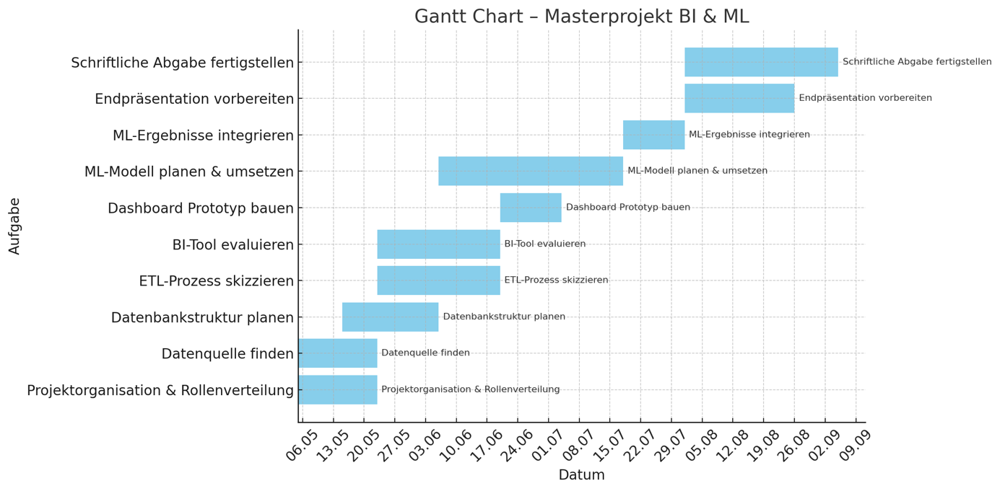 Gantt Chart – Masterprojekt BI & ML
Aufgabe
Schriftliche Abgabe fertigstellen
Schriftliche Abgabe fertigstellen
Endpräsentation vorbereiten
Endpräsentation vorbereiten
ML-Ergebnisse integrieren
ML-Ergebnisse integrieren
ML-Modell planen & umsetzen
ML-Modell planen & umsetzen
Dashboard Prototyp bauen
Dashboard Prototyp bauen
BI-Tool evaluieren
BI-Tool evaluieren
ETL-Prozess skizzieren
ETL-Prozess skizzieren
Datenbankstruktur planen
Datenbankstruktur planen
Datenquelle finden
Datenquelle finden
Projektorganisation & Rollenverteilung
Projektorganisation & Rollenverteilung
06.05
13.05
20.05
27.05
03.06
10.06
17.06
24.06
01.07
08.07
15.07
22.07
29.07
05.08
12.08
19.08
26.08
02.09
09.09
Datum